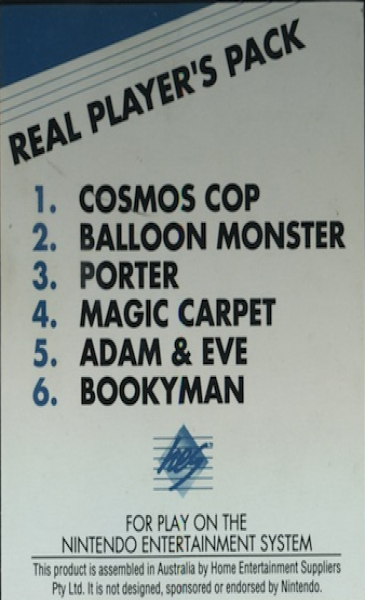 REAL PLAYER'S PACK
1. COSMOS COP
2. BALLOON MONSTER
3. PORTER
4. MAGIC CARPET
5. ADAM & EVE
6. BOOKYMAN
hes
FOR PLAY ON THE
NINTENDO ENTERTAINMENT SYSTEM
This product is assembled in Australia by Home Entertainment Suppliers
Pty Ltd. It is not designed, sponsored or endorsed by Nintendo.